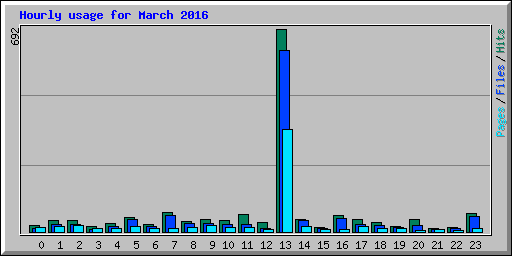 Hourly usage for March 2016
692
Pages/Files/Hits
0 1 2 3 4 5 6 7 8 9 10 11 12 13 14 15 16 17 18 19 20 21 22 23